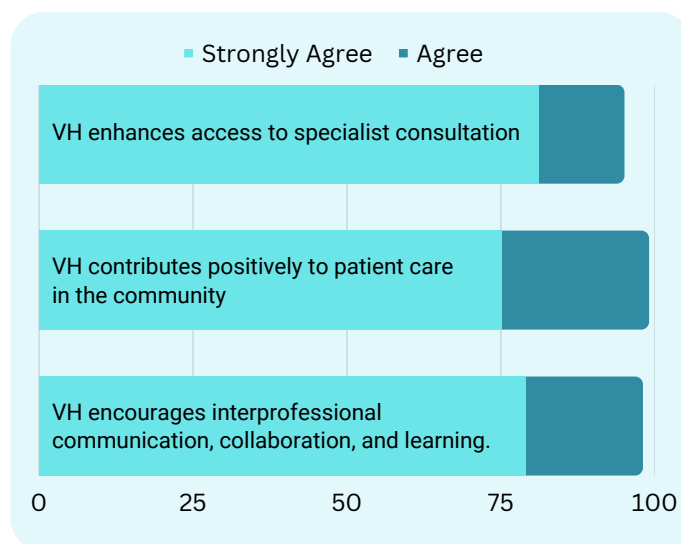 Strongly Agree Agree
VH enhances access to specialist consultation
VH contributes positively to patient care
in the community
VH encourages interprofessional
communication, collaboration, and learning.
0 25 50 75 100